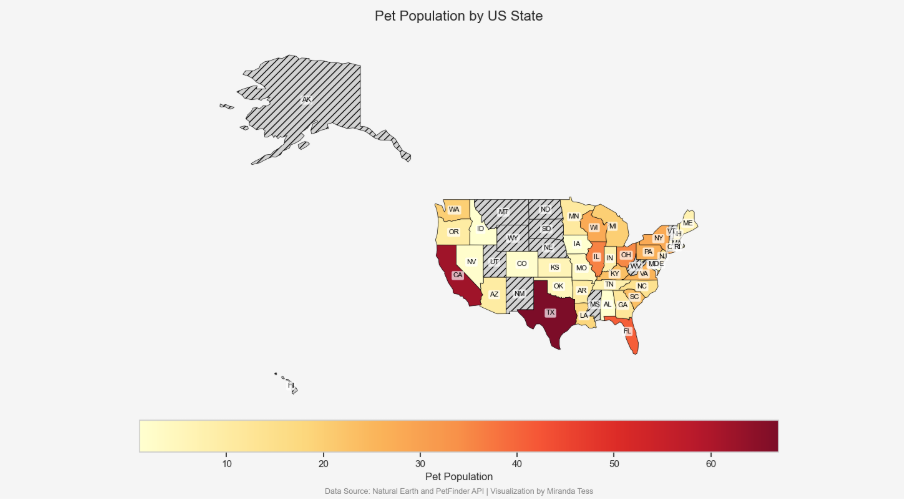 Pet Population by US State
AK
WA
MT
ND
MN
ME
OR
ID
SD
WI
MI
NY
WY
NE
IA
PA
NJ
CT
RI
NV
UT
CO
IL
IN
OH
WV
MD
DE
CA
KS
MO
KY
VA
AZ
NM
OK
AR
TN
NC
SC
TX
LA
MS
AL
GA
FL
HI
10 20 30 40 50 60
Pet Population
Data Source: Natural Earth and PetFinder API | Visualization by Miranda Tess